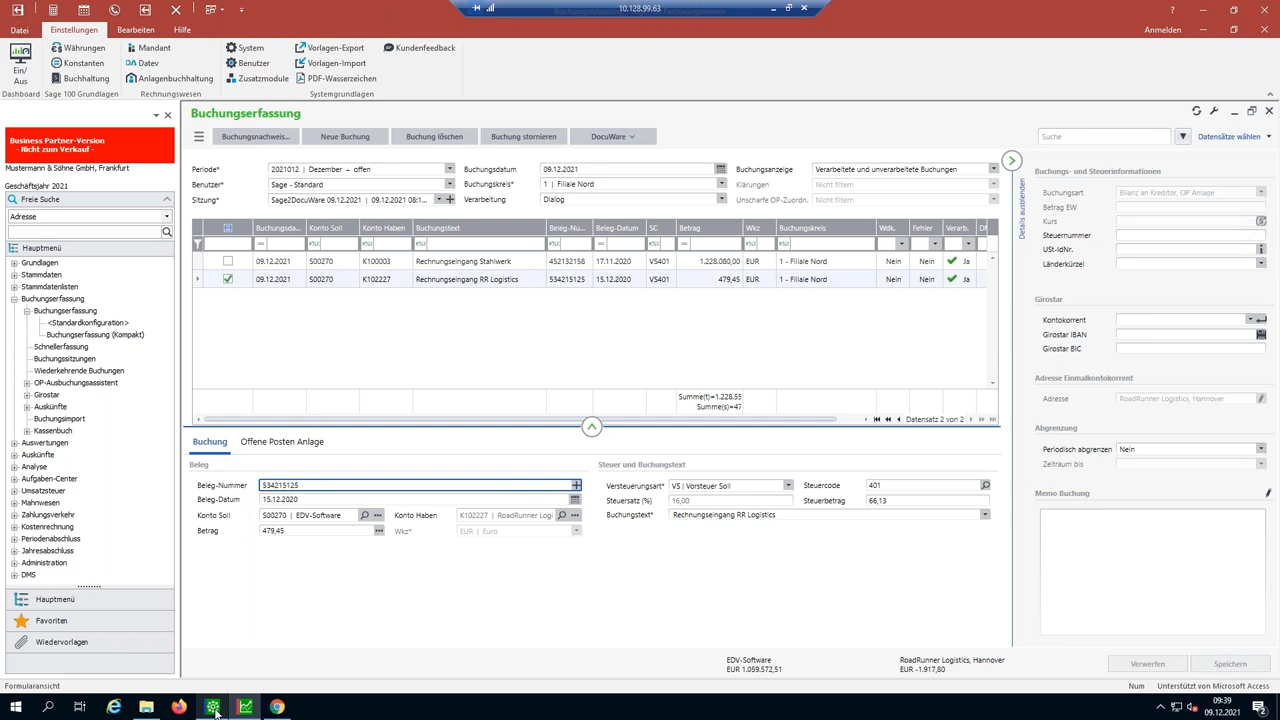 10.128.99.63
Datei Einstellungen Bearbeiten Hilfe Anmelden
Ein/
Aus
Währungen
Konstanten
Buchhaltung
Mandant
Datev
Anlagenbuchhaltung
System
Benutzer
Zusatzmodule
Vorlagen-Export
Vorlagen-Import
PDF-Wasserzeichen
Kundenfeedback
Dashboard Sage 100 Grundlagen Rechnungswesen Systemgrundlagen
Business Partner-Version
- Nicht zum Verkauf -
Mustermann & Söhne GmbH, Frankfurt
Geschäftsjahr 2021
Freie Suche
Adresse
Hauptmenü
Grundlagen
Stammdaten
Stammdatenlisten
Buchungserfassung
Buchungserfassung
<Standardkonfiguration>
Buchungserfassung (Kompakt)
Schnellerfassung
Buchungssitzungen
Wiederkehrende Buchungen
OP-Ausbuchungsassistent
Girostar
Auskünfte
Buchungsimport
Kassenbuch
Auswertungen
Auskünfte
Analyse
Aufgaben-Center
Umsatzsteuer
Mahnwesen
Zahlungsverkehr
Kostenrechnung
Periodenabschluss
Jahresabschluss
Administration
DMS
Hauptmenü
Favoriten
Wiedervorlagen
Formularansicht
Buchungserfassung
Buchungsnachweis... Neue Buchung Buchung löschen Buchung stornieren DocuWare
Suche Datensätze wählen
Periode* 2021012 | Dezember – offen Buchungsdatum 09.12.2021 Buchungsanzeige Verarbeitete und unverarbeitete Buchungen
Benutzer* Sage - Standard Buchungskreis* 1 | Filiale Nord Klärungen Nicht filtern
Sitzung* Sage2DocuWare 09.12.2021 | 09.12.2021 08:1... Verarbeitung Dialog Unscharfe OP-Zuordn. Nicht filtern
Buchungsda... Konto Soll Konto Haben Buchungstext Beleg-Nu... Beleg-Datum SC Betrag Wkz Buchungskreis Wdk. Fehler Verarb.
09.12.2021 S00270 K100003 Rechnungseingang Stahlwerk 452132158 17.11.2020 VS401 1.228.080,00 EUR 1 - Filiale Nord Nein Nein Ja
09.12.2021 S00270 K102227 Rechnungseingang RR Logistics 534215125 15.12.2020 VS401 479,45 EUR 1 - Filiale Nord Nein Nein Ja
Summe(t)=1.228.55
Summe(s)=47
Datensatz 2 von 2
Buchung Offene Posten Anlage
Beleg
Beleg-Nummer 534215125
Beleg-Datum 15.12.2020
Konto Soll S00270 | EDV-Software Konto Haben K102227 | RoadRunner Logi
Betrag 479,45 Wkz* EUR | Euro
Steuer und Buchungstext
Versteuerungsart* VS | Vorsteuer Soll Steuercode 401
Steuersatz (%) 16,00 Steuerbetrag 66,13
Buchungstext* Rechnungseingang RR Logistics
EDV-Software
EUR 1.059.572,51
RoadRunner Logistics, Hannover
EUR -1.917,80
Details ausblenden
Buchungs- und Steuerinformationen
Buchungsart Bilanz an Kreditor, OP Anlage
Betrag EW
Kurs
Steuernummer
USt-IdNr.
Länderkürzel
Girostar
Kontokorrent
Girostar IBAN
Girostar BIC
Adresse Einmalkontokorrent
Adresse RoadRunner Logistics, Hannover
Abgrenzung
Periodisch abgrenzen Nein
Zeitraum bis
Memo Buchung
Verwerfen Speichern
Num Unterstützt von Microsoft Access
09:39
09.12.2021
2